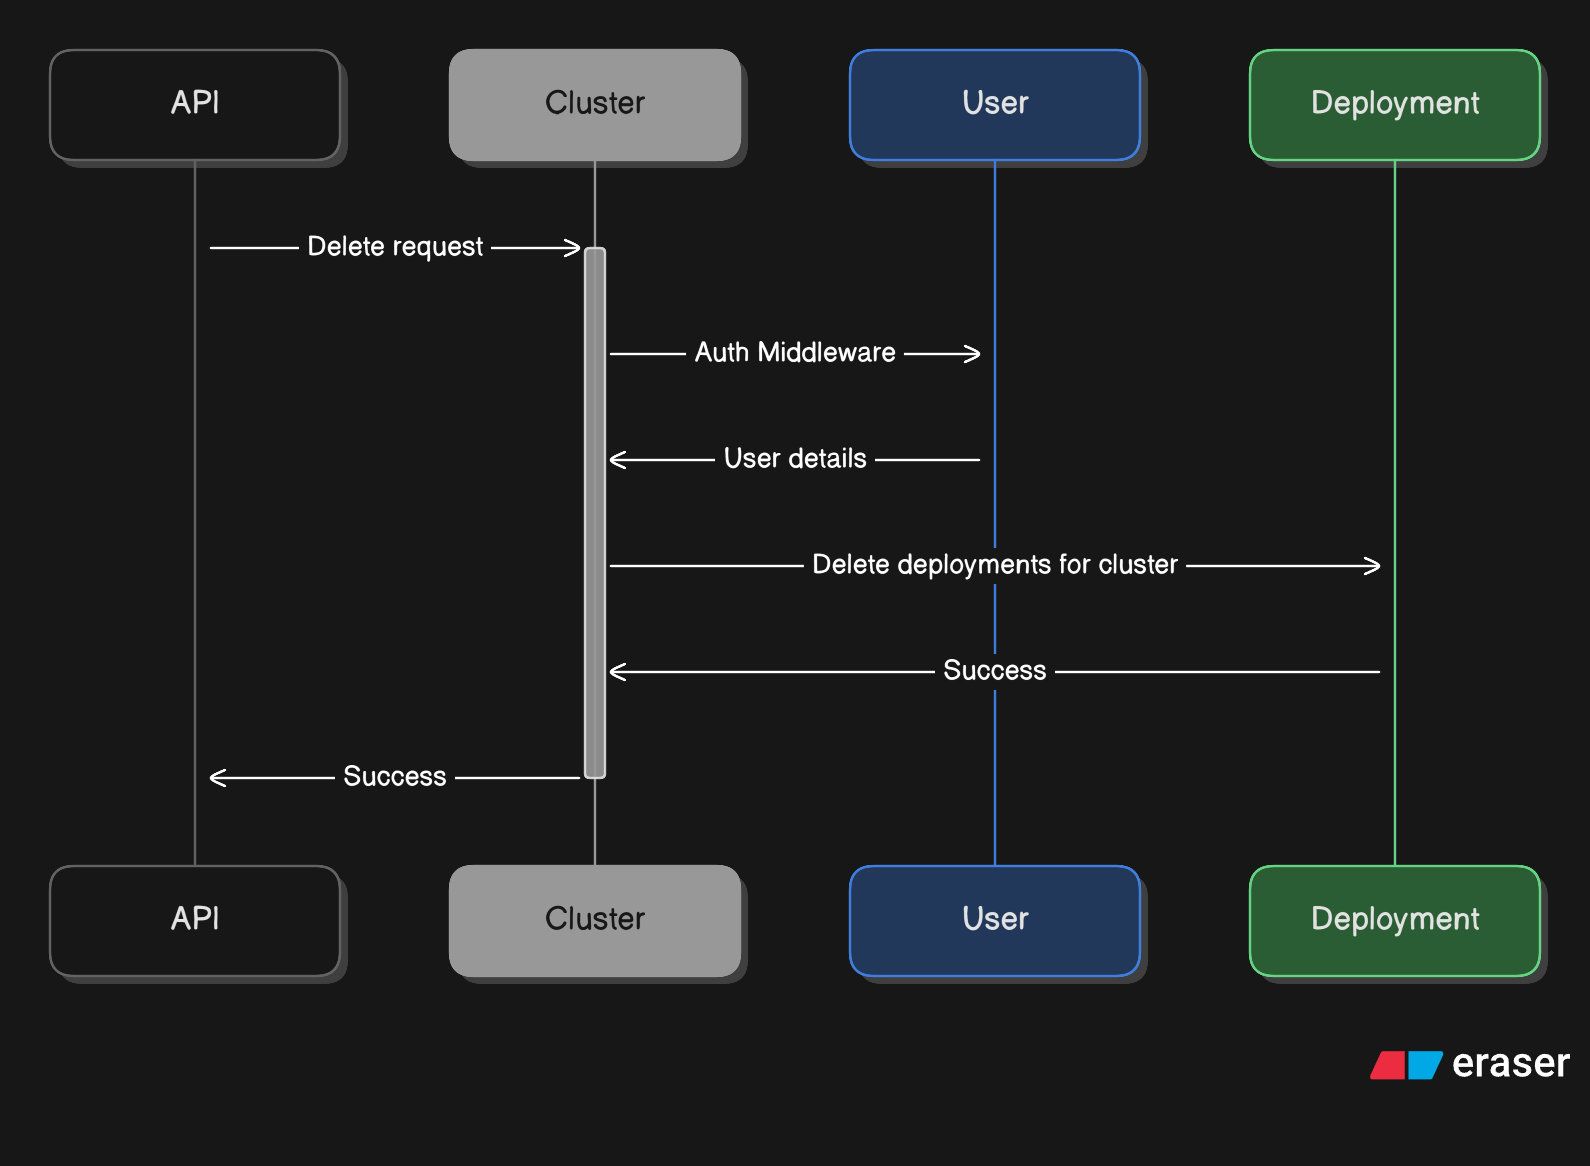 API
Cluster
User
Deployment
Delete request
Auth Middleware
User details
Delete deployments for cluster
Success
Success
API
Cluster
User
Deployment
eraser